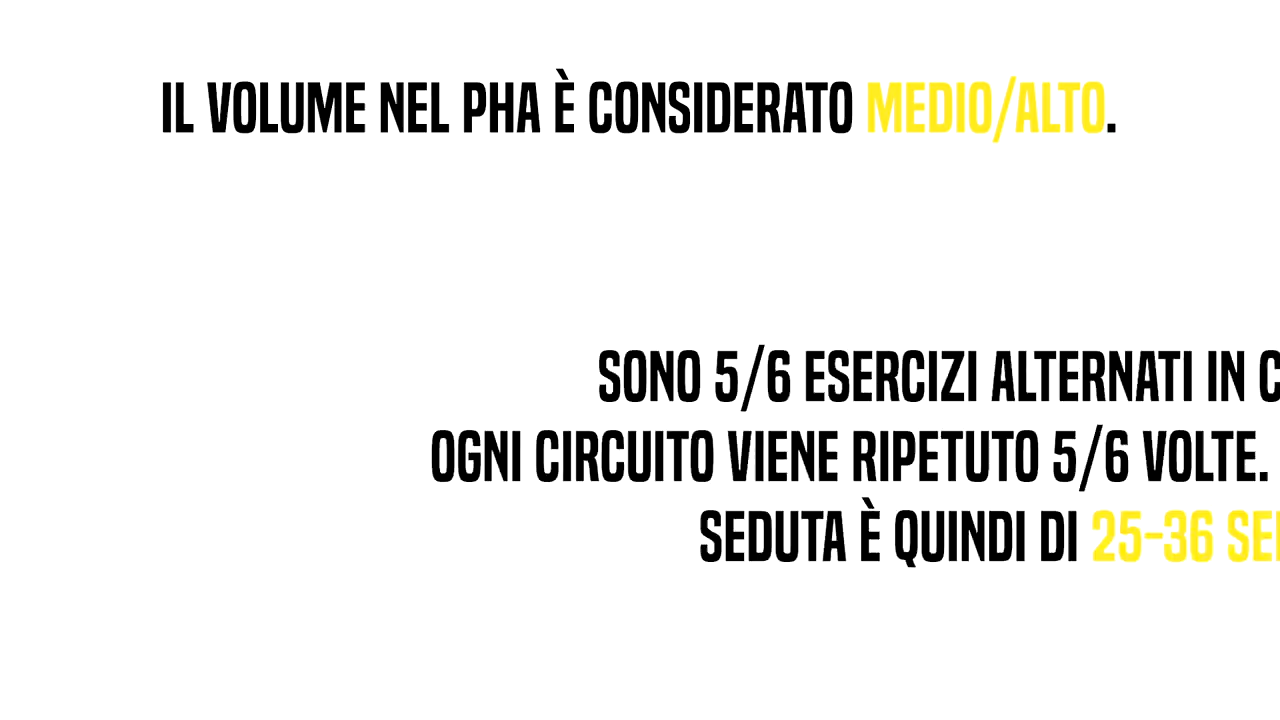 IL VOLUME NEL PHA È CONSIDERATO MEDIO/ALTO.
SONO 5/6 ESERCIZI ALTERNATI IN
OGNI CIRCUITO VIENE RIPETUTO 5/6 VOLTE.
SEDUTA È QUINDI DI 25-36